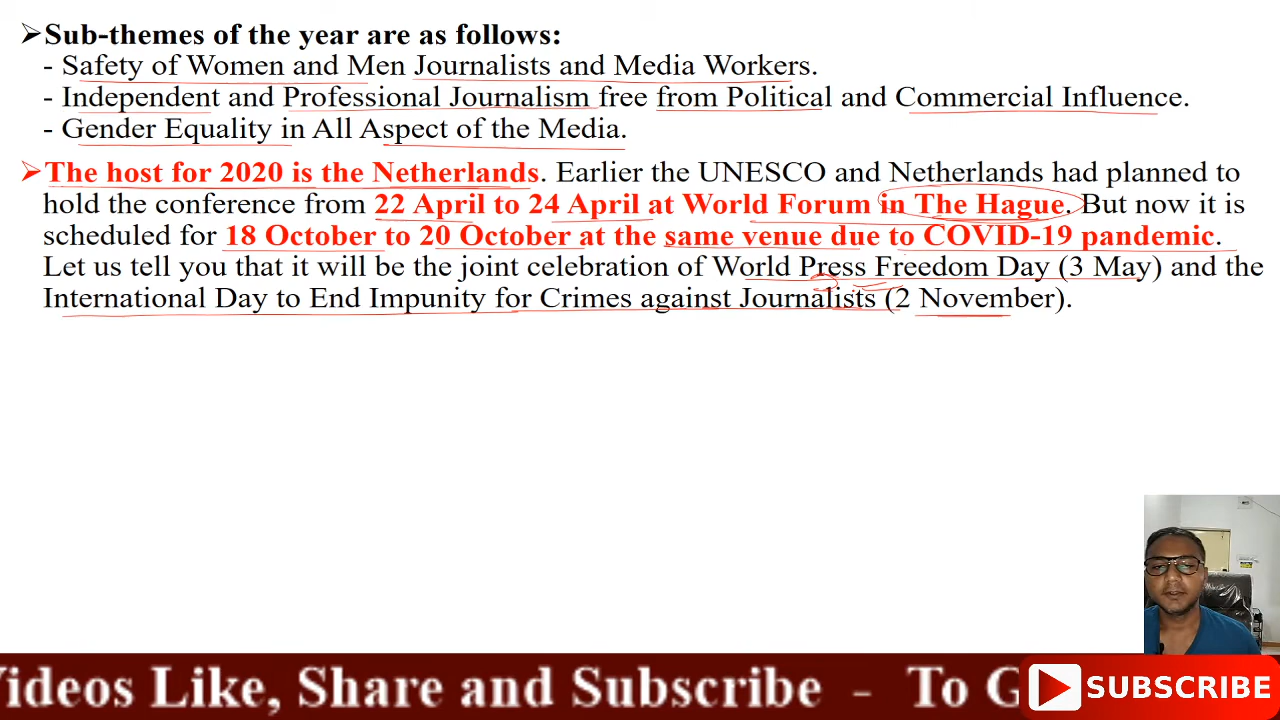 ➢Sub-themes of the year are as follows:
- Safety of Women and Men Journalists and Media Workers.
- Independent and Professional Journalism free from Political and Commercial Influence.
- Gender Equality in All Aspect of the Media.
➢The host for 2020 is the Netherlands. Earlier the UNESCO and Netherlands had planned to
hold the conference from 22 April to 24 April at World Forum in The Hague. But now it is
scheduled for 18 October to 20 October at the same venue due to COVID-19 pandemic.
Let us tell you that it will be the joint celebration of World Press Freedom Day (3 May) and the
International Day to End Impunity for Crimes against Journalists (2 November).
Videos Like, Share and Subscribe - To G
SUBSCRIBE